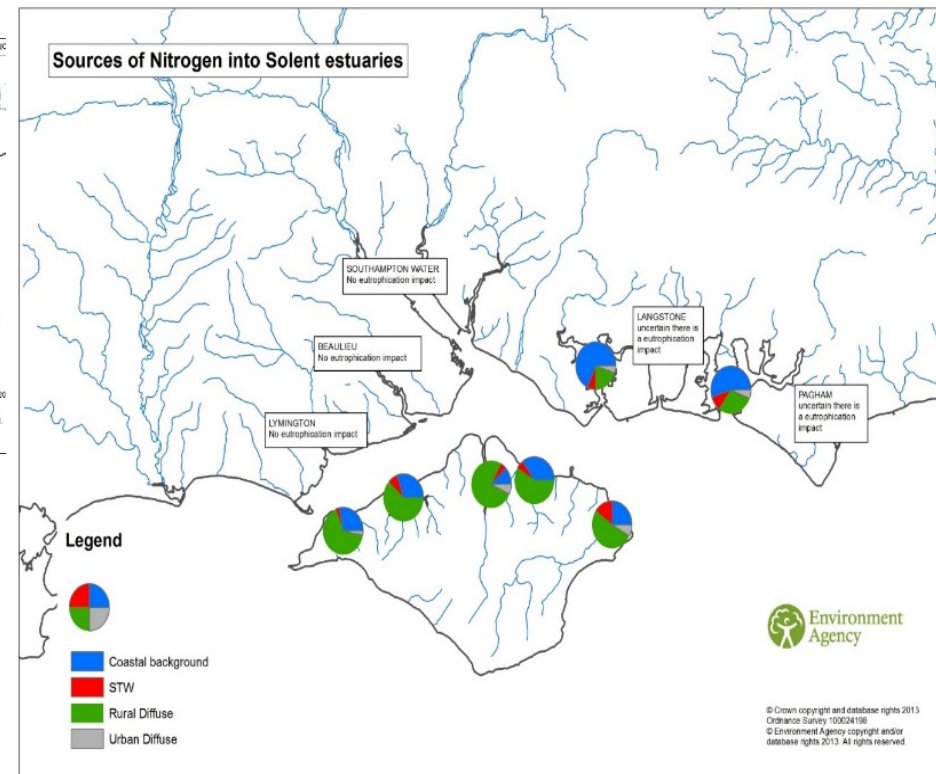 Sources of Nitrogen into Solent estuaries
SOUTHAMPTON WATER
No eutrophication impact
LANGSTONE
uncertain there is
a eutrophication
impact
BEAULIEU
No eutrophication impact
PAGHAM
uncertain there is
a eutrophication
impact
LYMINGTON
No eutrophication impact
Legend
Coastal background
STW
Rural Diffuse
Urban Diffuse
Environment
Agency
© Crown copyright and database rights 2013
Ordnance Survey 100024198
© Environment Agency copyright and/or
database rights 2013. All rights reserved.